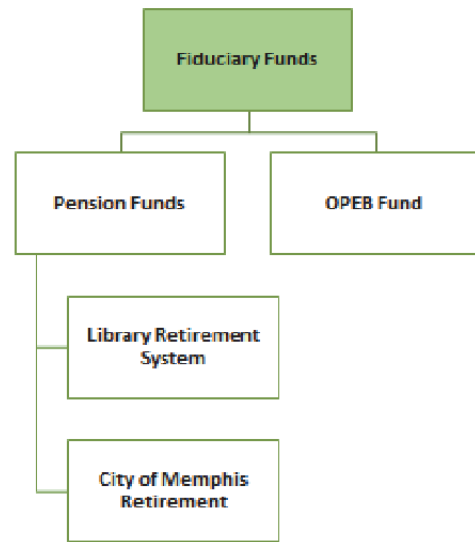 Fiduciary Funds
Pension Funds
OPEB Fund
Library Retirement
System
City of Memphis
Retirement